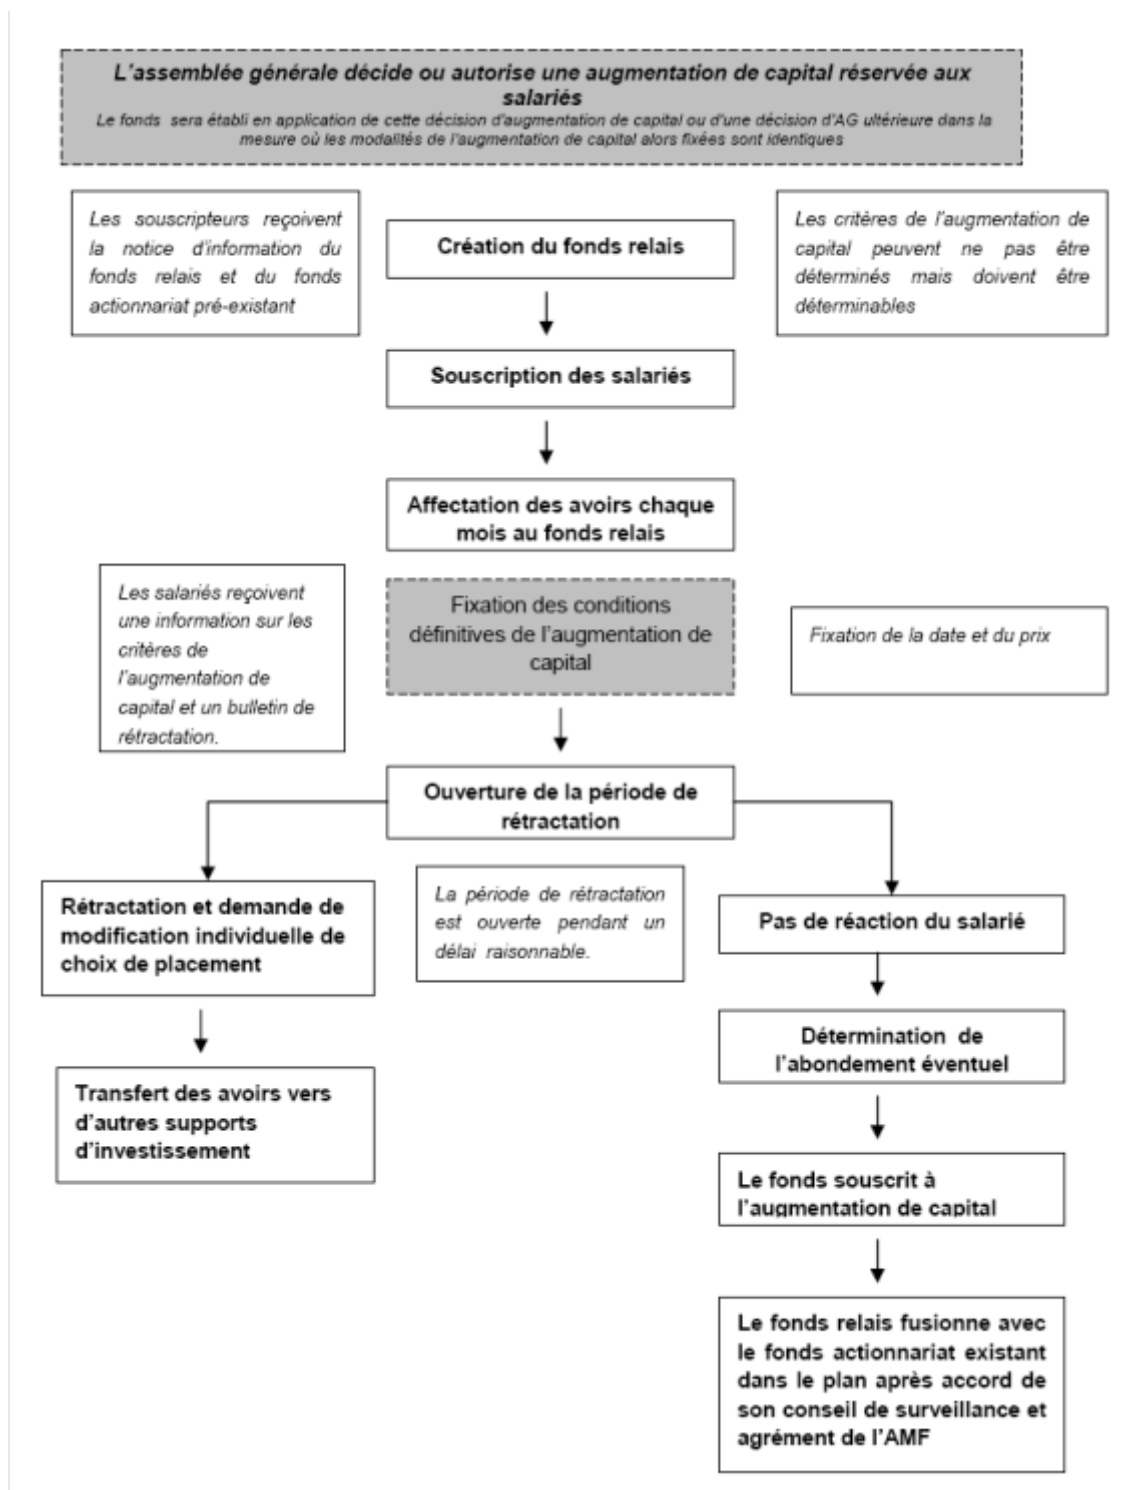 L'assemblée générale décide ou autorise une augmentation de capital réservée aux
salariés
Le fonds sera établi en application de cette décision d'augmentation de capital ou d'une décision d'AG ultérieure dans la
mesure où les modalités de l'augmentation de capital alors fixées sont identiques
Les souscripteurs reçoivent
la notice d'information du
fonds relais et du fonds
actionnariat pré-existant
Création du fonds relais
Les critères de l'augmentation de
capital peuvent ne pas être
déterminés mais doivent être
déterminables
Souscription des salariés
Affectation des avoirs chaque
mois au fonds relais
Les salariés reçoivent
une information sur les
critères de
l'augmentation de
capital et un bulletin de
rétractation.
Fixation des conditions
définitives de l'augmentation de
capital
Fixation de la date et du prix
Ouverture de la période de
rétractation
Rétractation et demande de
modification individuelle de
choix de placement
La période de rétractation
est ouverte pendant un
délai raisonnable.
Pas de réaction du salarié
Transfert des avoirs vers
d'autres supports
d'investissement
Détermination de
l'abondement éventuel
Le fonds souscrit à
l'augmentation de capital
Le fonds relais fusionne avec
le fonds actionnariat existant
dans le plan après accord de
son conseil de surveillance et
agrément de l'AMF